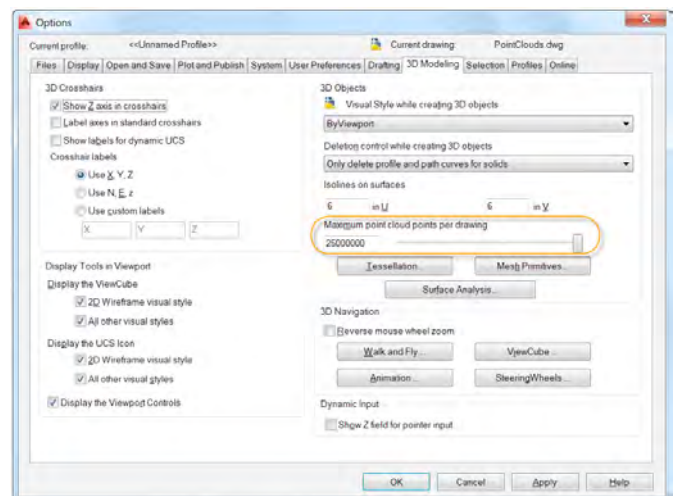 Options
Current profile: <<Unnamed Profile>> Current drawing: PointClouds.dwg
Files Display Open and Save Plot and Publish System User Preferences Drafting 3D Modeling Selection Profiles Online
3D Crosshairs
Show Z axis in crosshairs
Label axes in standard crosshairs
Show labels for dynamic UCS
Crosshair labels
Use X, Y, Z
Use N, E, z
Use custom labels
X Y Z
Display Tools in Viewport
Display the ViewCube
2D Wireframe visual style
All other visual styles
Display the UCS Icon
2D Wireframe visual style
All other visual styles
Display the Viewport Controls
3D Objects
Visual Style while creating 3D objects
ByViewport
Deletion control while creating 3D objects
Only delete profile and path curves for solids
Isolines on surfaces
6 in U 6 in V
Maximum point cloud points per drawing
25000000
Tessellation... Mesh Primitives...
Surface Analysis...
3D Navigation
Reverse mouse wheel zoom
Walk and Fly... ViewCube...
Animation... SteeringWheels...
Dynamic Input
Show Z field for pointer input
OK Cancel Apply Help